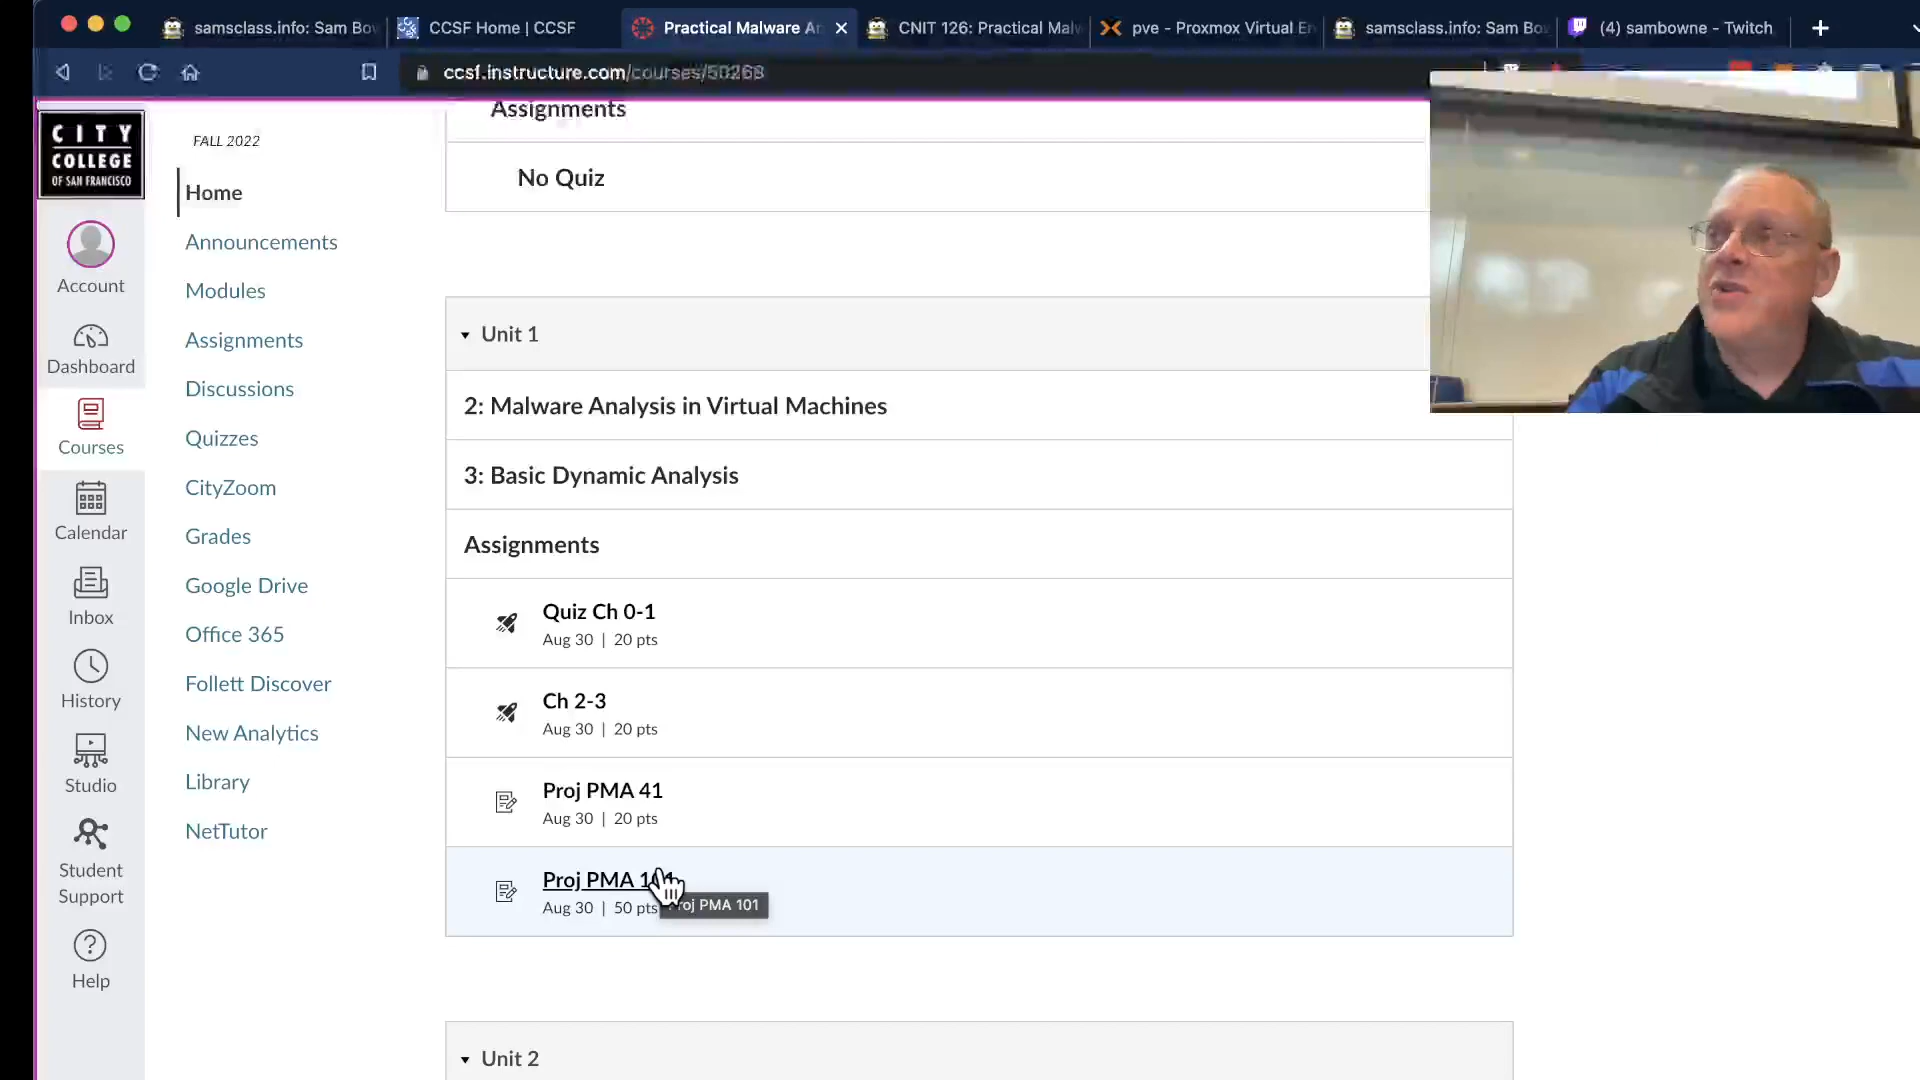 samsclass.info: Sam Bow
CCSF Home | CCSF
Practical Malware An
CNIT 126: Practical Mal
pve - Proxmox Virtual En
samsclass.info: Sam Bow
(4) sambowne - Twitch
ccsf.instructure.com/courses/50268
CITY
COLLEGE
OF SAN FRANCISCO
Account
Dashboard
Courses
Calendar
Inbox
History
Studio
Student
Support
Help
FALL 2022
Home
Announcements
Modules
Assignments
Discussions
Quizzes
CityZoom
Grades
Google Drive
Office 365
Follett Discover
New Analytics
Library
NetTutor
Assignments
No Quiz
Unit 1
2: Malware Analysis in Virtual Machines
3: Basic Dynamic Analysis
Assignments
Quiz Ch 0-1
Aug 30 | 20 pts
Ch 2-3
Aug 30 | 20 pts
Proj PMA 41
Aug 30 | 20 pts
Proj PMA 101
Aug 30 | 50 pts
Proj PMA 101
Unit 2